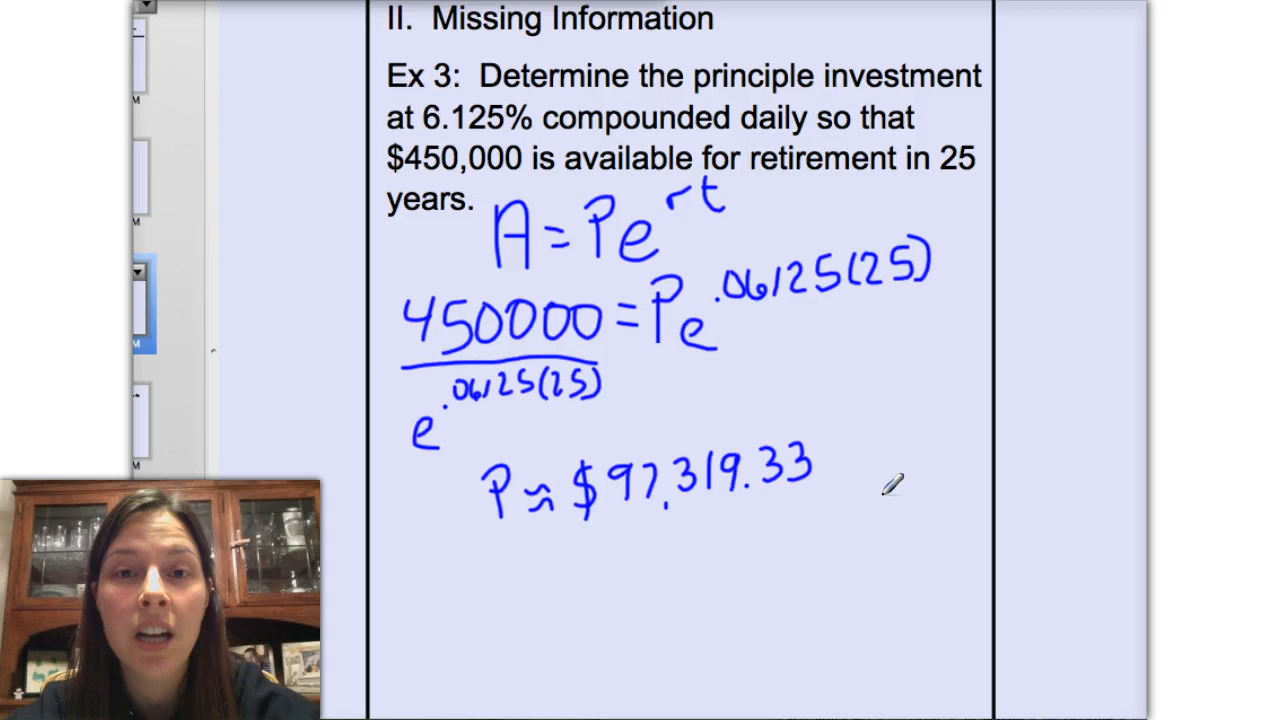 II. Missing Information
Ex 3: Determine the principle investment
at 6.125% compounded daily so that
$450,000 is available for retirement in 25
years.
A = Pe^rt
450000 = Pe^.06125(25)
e^.06125(25)
P ≈ $97,319.33